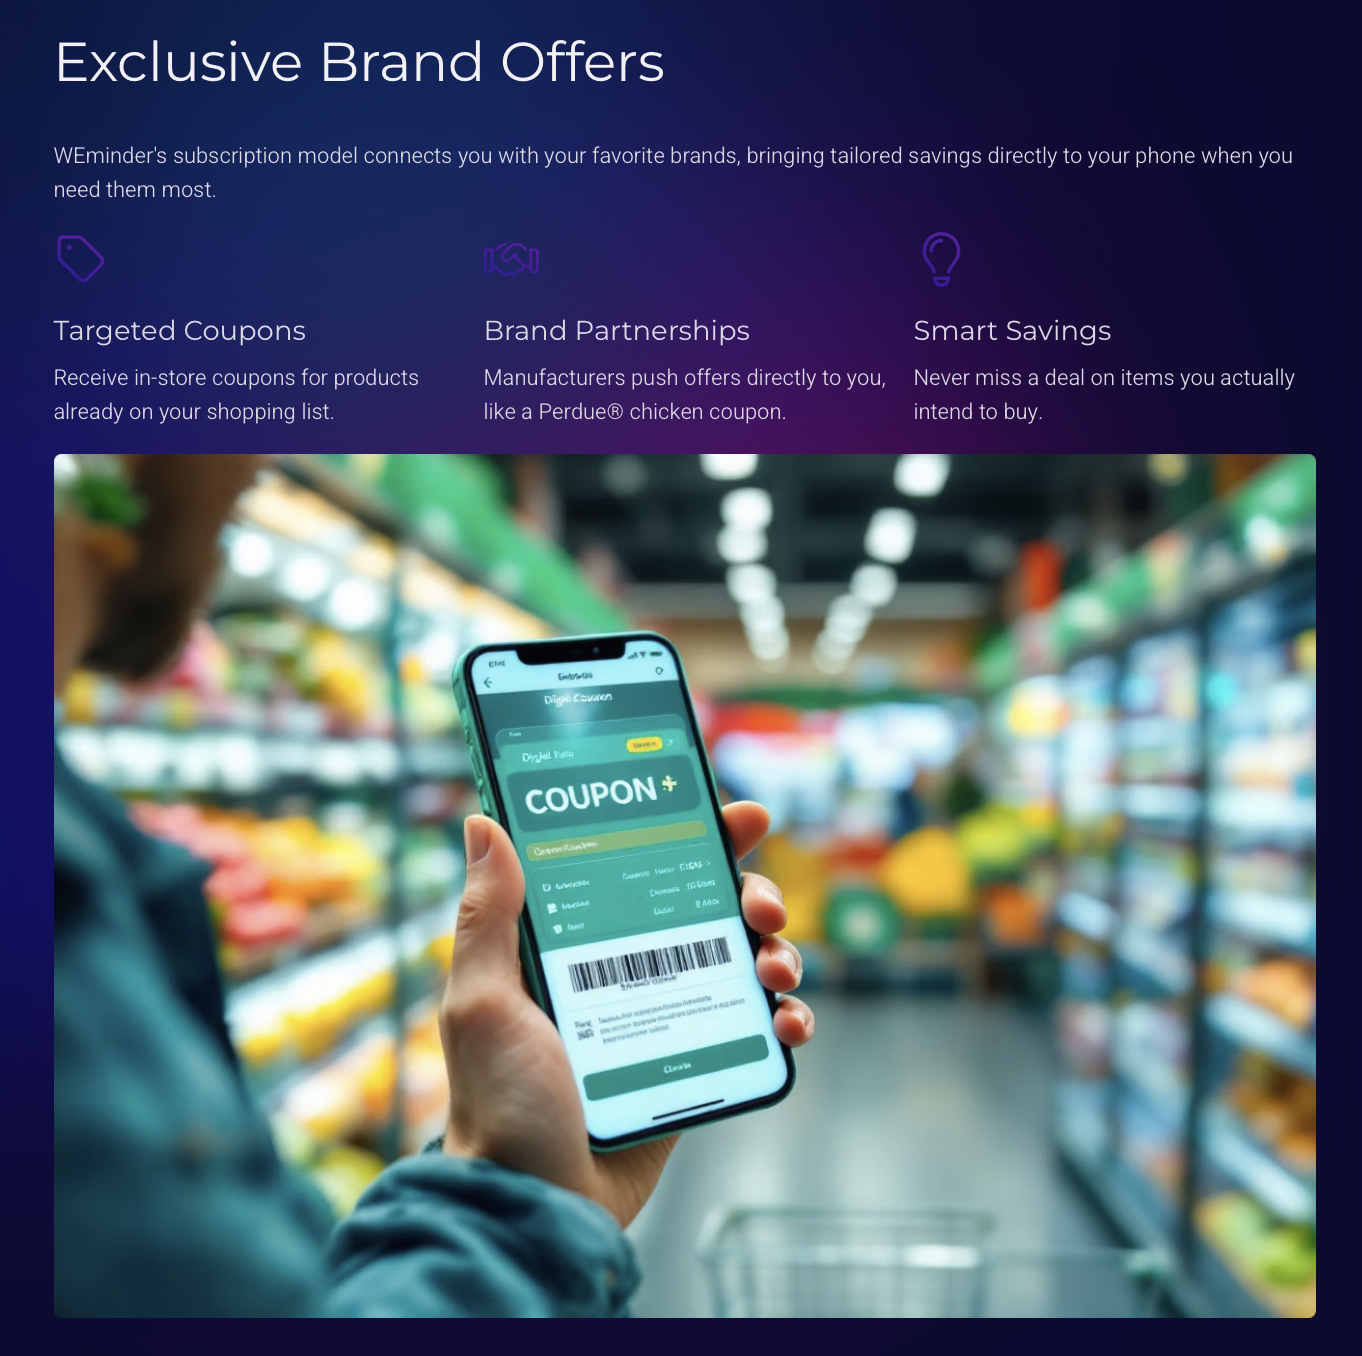 Exclusive Brand Offers
WEminder's subscription model connects you with your favorite brands, bringing tailored savings directly to your phone when you
need them most.
Targeted Coupons
Receive in-store coupons for products
already on your shopping list.
Brand Partnerships
Manufacturers push offers directly to you,
like a Perdue® chicken coupon.
Smart Savings
Never miss a deal on items you actually
intend to buy.
COUPON